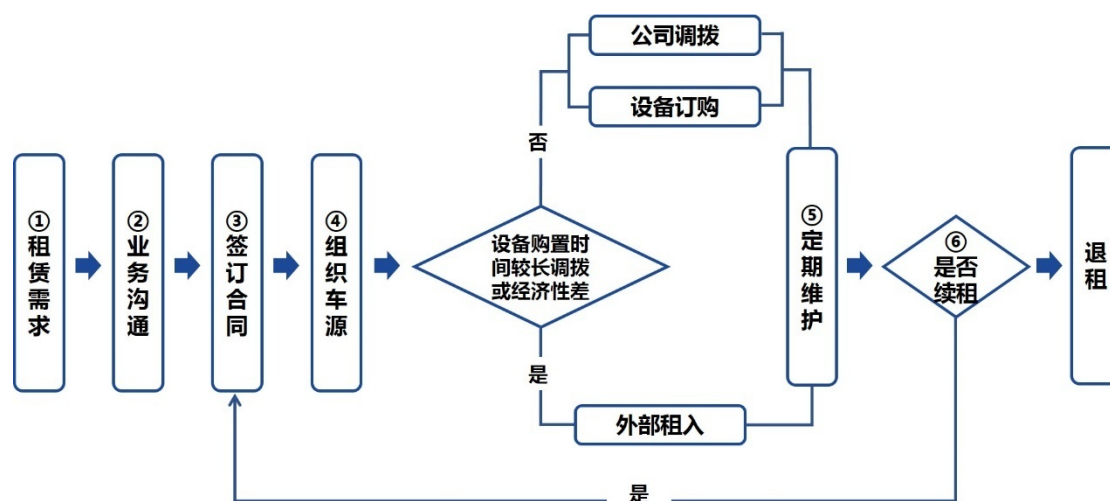 ①租赁需求
②业务沟通
③签订合同
④组织车源
设备购置时
间较长调拨
或经济性差
否
公司调拨
设备订购
是
外部租入
⑤定期维护
⑥
是否
续租
退租
是